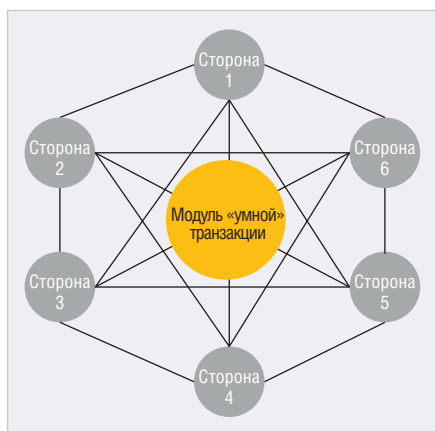 Сторона
1
Сторона
2
Сторона
6
Модуль «умной»
транзакции
Сторона
3
Сторона
5
Сторона
4